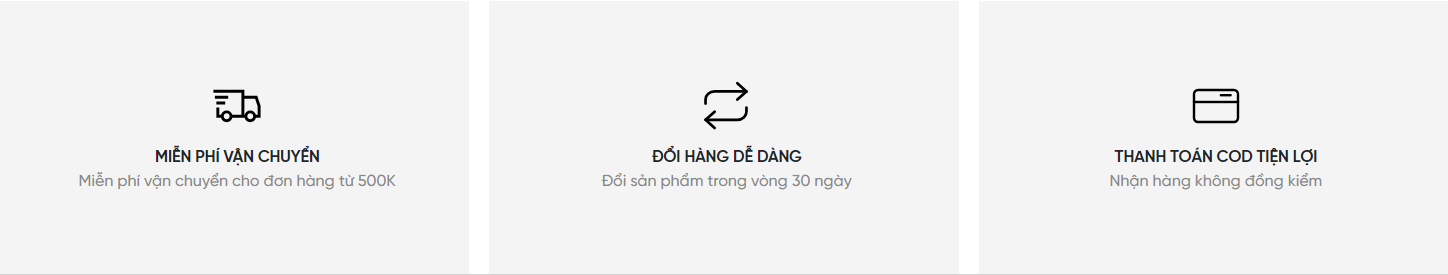 MIỄN PHÍ VẬN CHUYỂN
Miễn phí vận chuyển cho đơn hàng từ 500K
ĐỔI HÀNG DỄ DÀNG
Đổi sản phẩm trong vòng 30 ngày
THANH TOÁN COD TIỆN LỢI
Nhận hàng không đồng kiểm